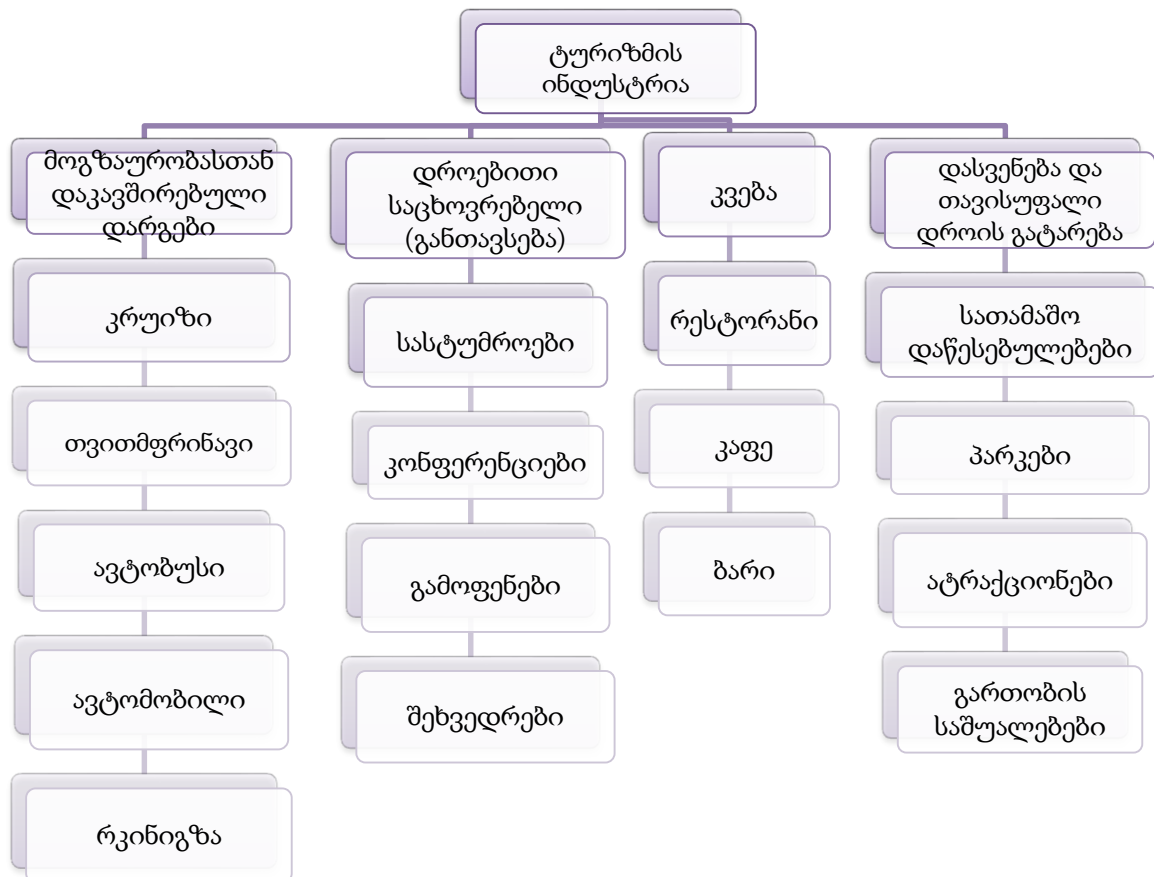 ტურიზმის
ინდუსტრია
მოგზაურობასთან
დაკავშირებული
დარგები
კრუიზი
თვითმფრინავი
ავტობუსი
ავტომობილი
რკინიგზა
დროებითი
საცხოვრებელი
(განთავსება)
სასტუმროები
კონფერენციები
გამოფენები
შეხვედრები
კვება
რესტორანი
კაფე
ბარი
დასვენება და
თავისუფალი
დროის გატარება
სათამაშო
დაწესებულებები
პარკები
ატრაქციონები
გართობის
საშუალებები